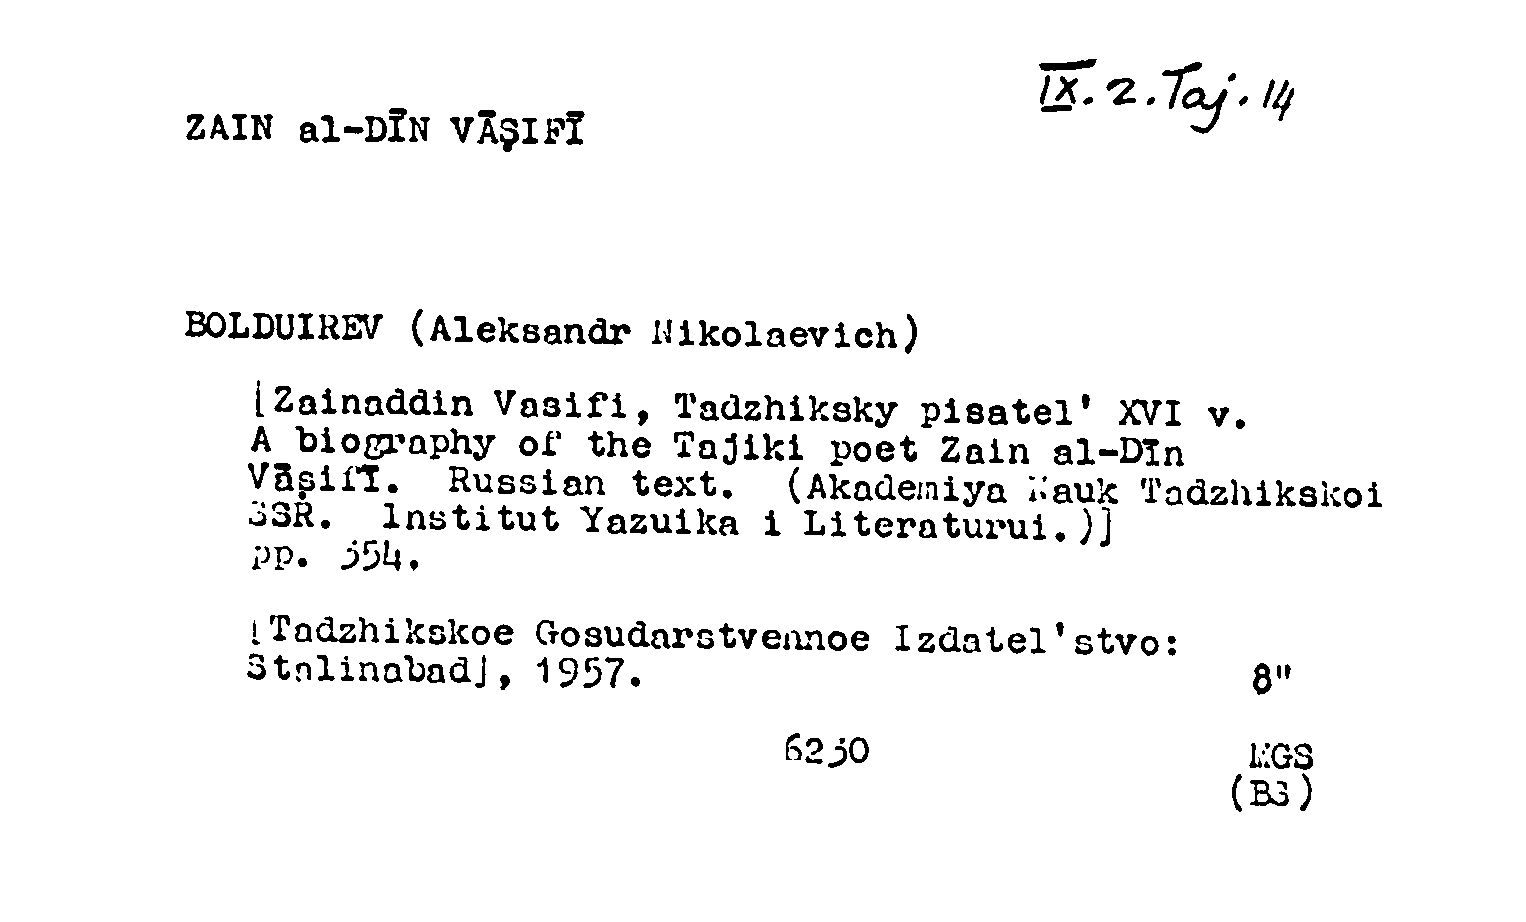 IX.2.Taj.14
ZAIN al-DĪN VĀṢIFĪ
BOLDUIREV (Aleksandr Nikolaevich)
[Zainaddin Vasifi, Tadzhiksky pisatel' XVI v.
A biography of the Tajiki poet Zain al-Dīn
Vāṣifī. Russian text. (Akademiya Nauk Tadzhikskoi
SSR. Institut Yazuika i Literaturui.)]
pp. 354.
[Tadzhikskoe Gosudarstvennoe Izdatel'stvo:
Stalinabad], 1957.
8"
6230
MGS